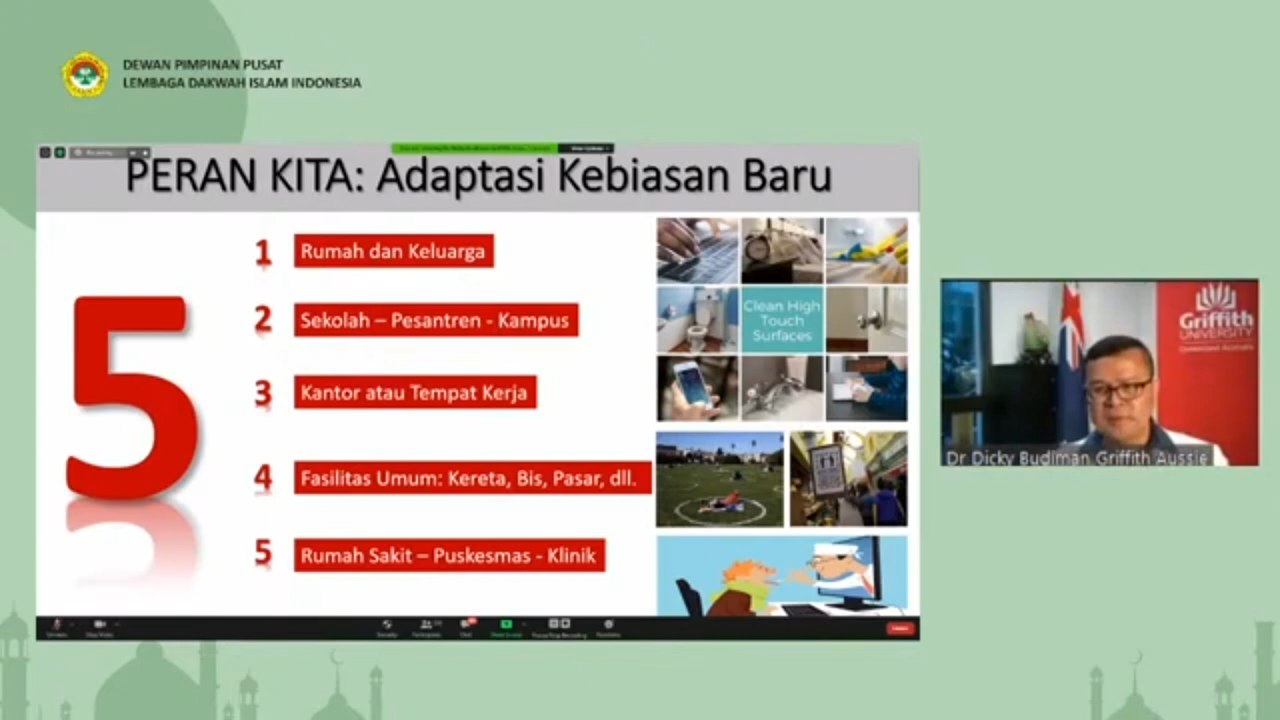 DEWAN PIMPINAN PUSAT
LEMBAGA DAKWAH ISLAM INDONESIA
PERAN KITA: Adaptasi Kebiasan Baru
5
1 Rumah dan Keluarga
2 Sekolah – Pesantren - Kampus
3 Kantor atau Tempat Kerja
4 Fasilitas Umum: Kereta, Bis, Pasar, dll.
5 Rumah Sakit – Puskesmas - Klinik
Clean High
Touch
Surfaces
Griffith
UNIVERSITY
Dr Dicky Budiman Griffith Aussie